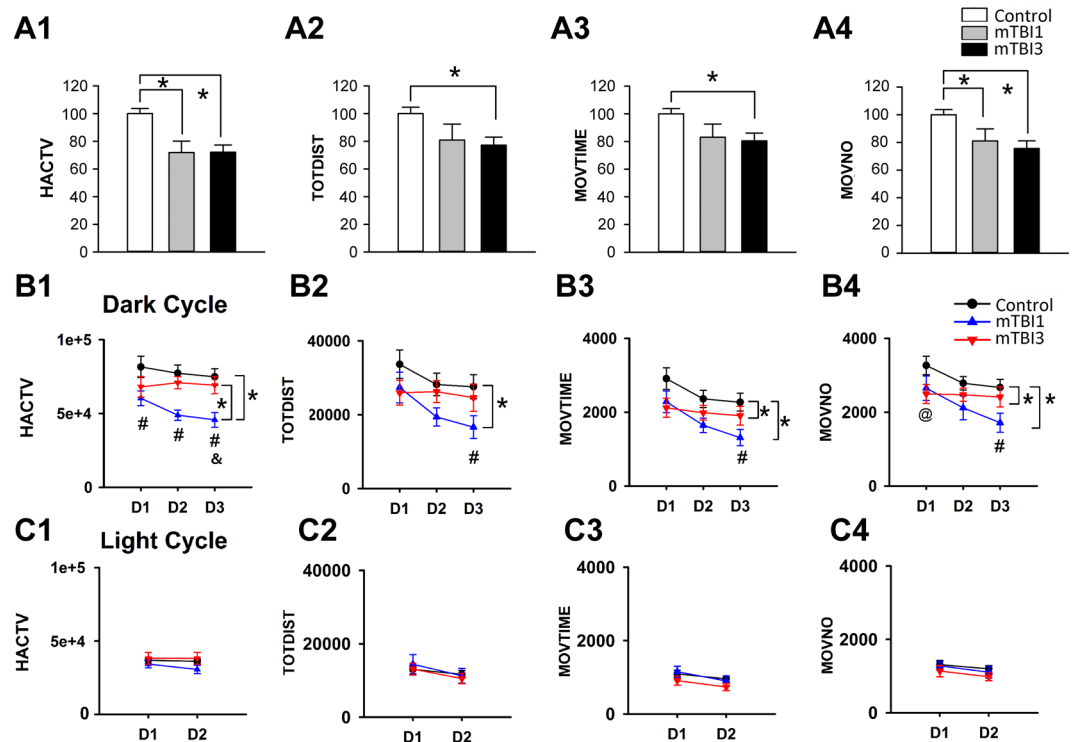 A1 A2 A3 A4
Control
mTBI1
mTBI3
HACTV
120
100
80
60
40
20
0
* *
TOTDIST
120
100
80
60
40
20
0
*
MOVTIME
120
100
80
60
40
20
0
*
MOVNO
120
100
80
60
40
20
0
* *
B1 B2 B3 B4
Dark Cycle
Control
mTBI1
mTBI3
HACTV
1e+5
5e+4
0
# # #
&
* *
D1 D2 D3
TOTDIST
40000
20000
0
#
*
D1 D2 D3
MOVTIME
4000
2000
0
#
* *
D1 D2 D3
MOVNO
4000
2000
0
@ #
* *
D1 D2 D3
C1 C2 C3 C4
Light Cycle
HACTV
1e+5
5e+4
0
D1 D2
TOTDIST
40000
20000
0
D1 D2
MOVTIME
4000
2000
0
D1 D2
MOVNO
4000
2000
0
D1 D2